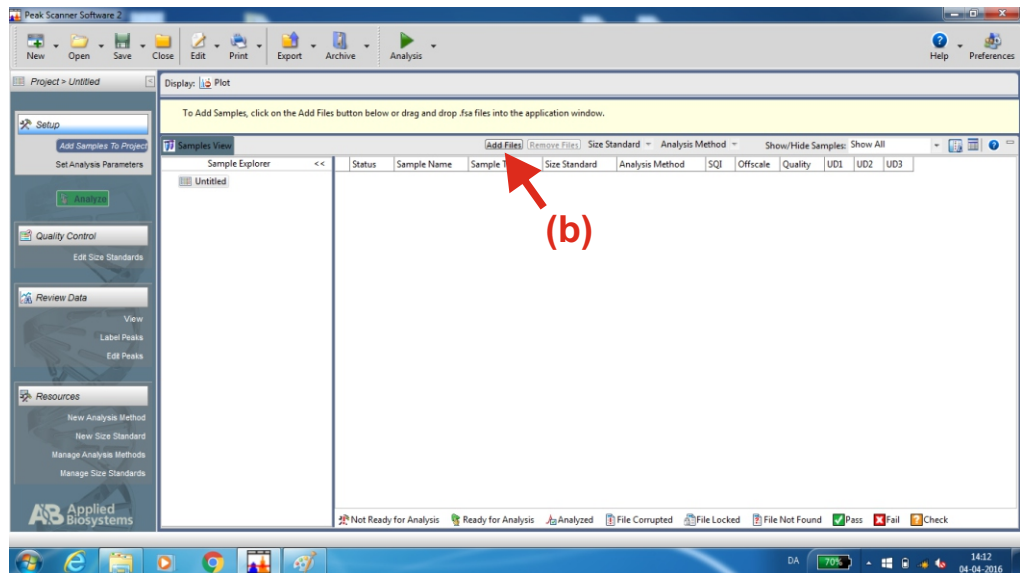 Peak Scanner Software 2
New Open Save Close Edit Print Export Archive Analysis Help Preferences
Project > Untitled
Display: Plot
To Add Samples, click on the Add Files button below or drag and drop .fsa files into the application window.
Setup
Add Samples To Project
Set Analysis Parameters
Analyze
Quality Control
Edit Size Standards
Review Data
View
Label Peaks
Edit Peaks
Resources
New Analysis Method
New Size Standard
Manage Analysis Methods
Manage Size Standards
AB Applied
Biosystems
Samples View Add Files Remove Files Size Standard Analysis Method Show/Hide Samples: Show All
Sample Explorer << Status Sample Name Sample Size Standard Analysis Method SQI Offscale Quality UD1 UD2 UD3
Untitled
(b)
Not Ready for Analysis Ready for Analysis Analyzed File Corrupted File Locked File Not Found Pass Fail Check
DA 70% 14:12
04-04-2016